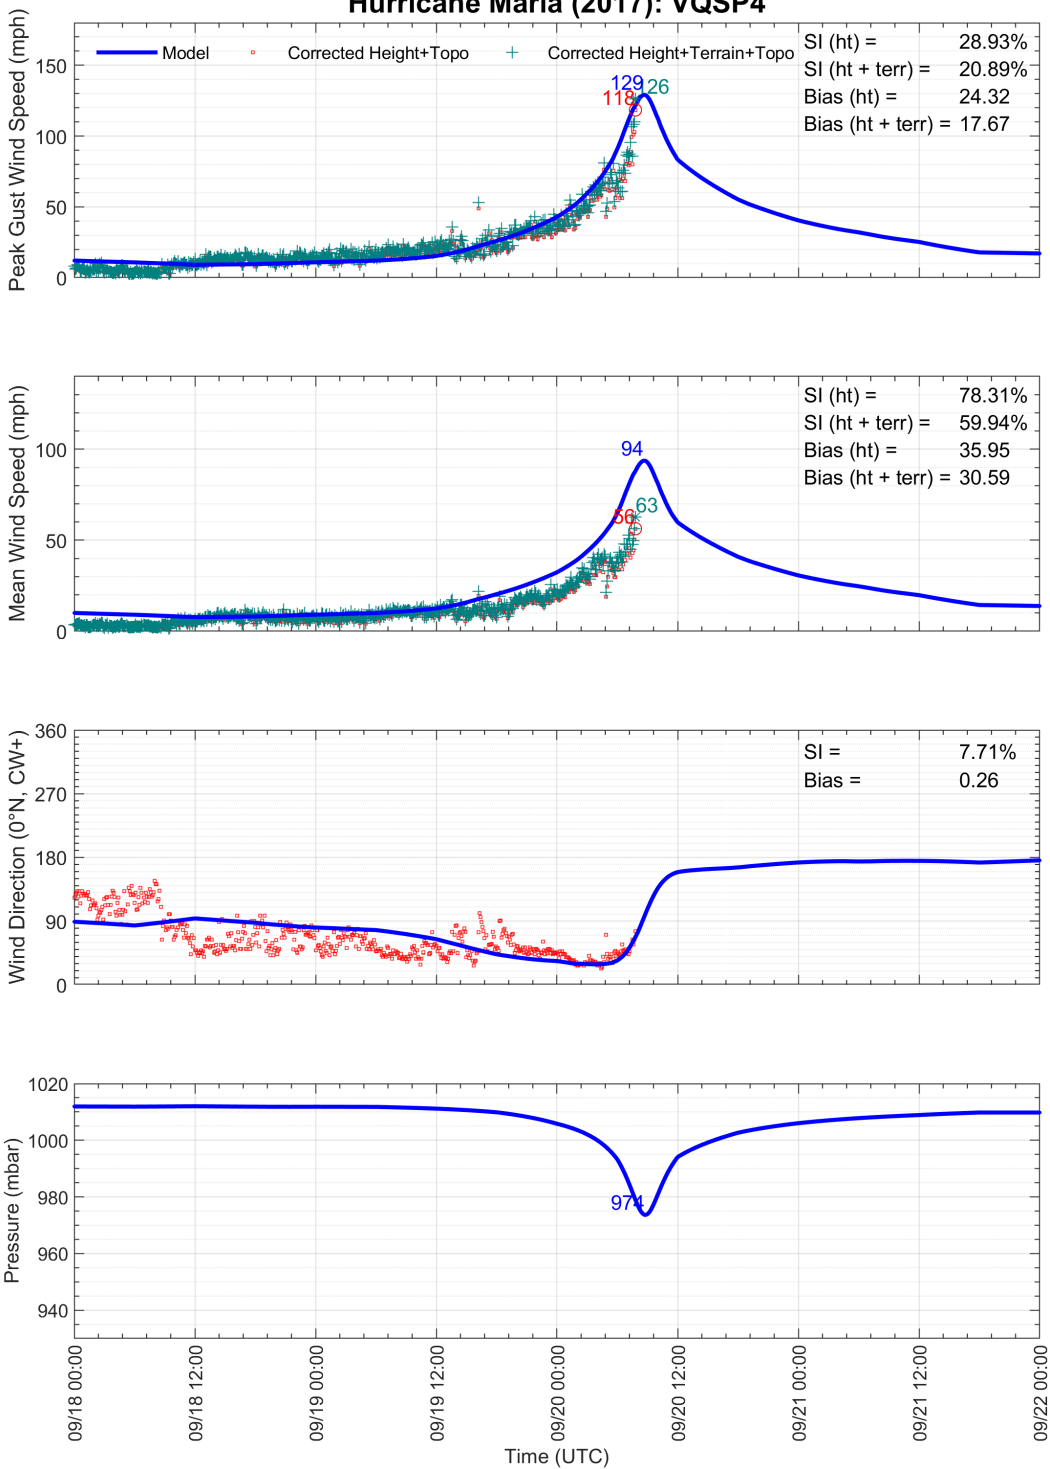 Hurricane Maria (2017): VQSP4
Peak Gust Wind Speed (mph)
150
100
50
0
Model
Corrected Height+Topo
Corrected Height+Terrain+Topo
129
126
118
SI (ht) = 28.93%
SI (ht + terr) = 20.89%
Bias (ht) = 24.32
Bias (ht + terr) = 17.67
Mean Wind Speed (mph)
100
50
0
94
63
56
SI (ht) = 78.31%
SI (ht + terr) = 59.94%
Bias (ht) = 35.95
Bias (ht + terr) = 30.59
Wind Direction (0°N, CW+)
360
270
180
90
0
SI = 7.71%
Bias = 0.26
Pressure (mbar)
1020
1000
980
960
940
974
09/18 00:00
09/18 12:00
09/19 00:00
09/19 12:00
09/20 00:00
09/20 12:00
09/21 00:00
09/21 12:00
09/22 00:00
Time (UTC)